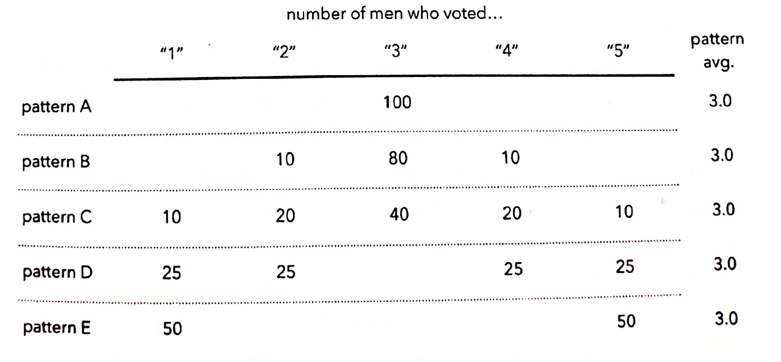 number of men who voted...
"1" "2" "3" "4" "5" pattern avg.
pattern A 100 3.0
pattern B 10 80 10 3.0
pattern C 10 20 40 20 10 3.0
pattern D 25 25 25 25 3.0
pattern E 50 50 3.0